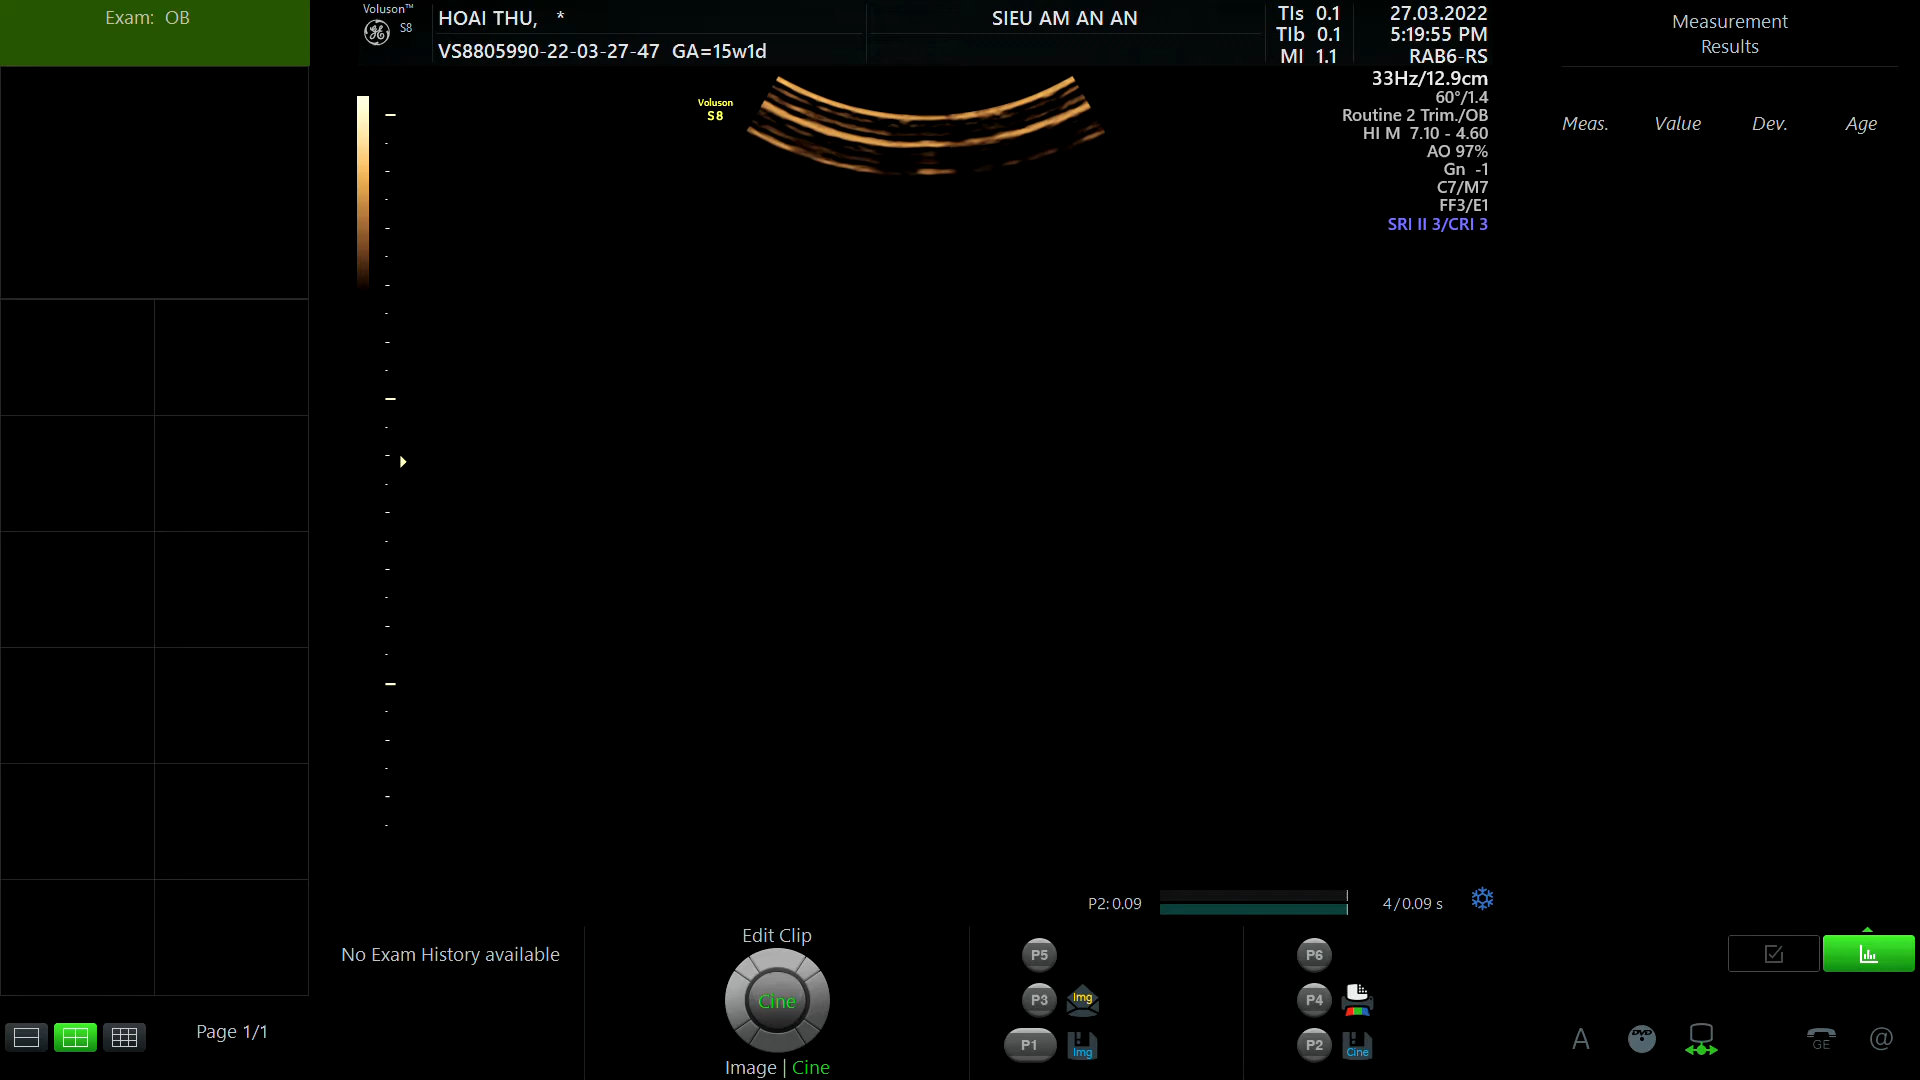 Exam: OB
Voluson™
S8
HOAI THU, *
VS8805990-22-03-27-47 GA=15w1d
SIEU AM AN AN
TIs 0.1
TIb 0.1
MI 1.1
27.03.2022
5:19:55 PM
RAB6-RS
33Hz/12.9cm
60°/1.4
Routine 2 Trim./OB
HI M 7.10 - 4.60
AO 97%
Gn -1
C7/M7
FF3/E1
SRI II 3/CRI 3
Voluson
S8
Measurement
Results
Meas. Value Dev. Age
P2: 0.09
4/0.09 s
No Exam History available
Edit Clip
Cine
Image | Cine
P5
P3 Img
P1 Img
P6
P4
P2 Cine
Page 1/1
A
DVD
GE
@